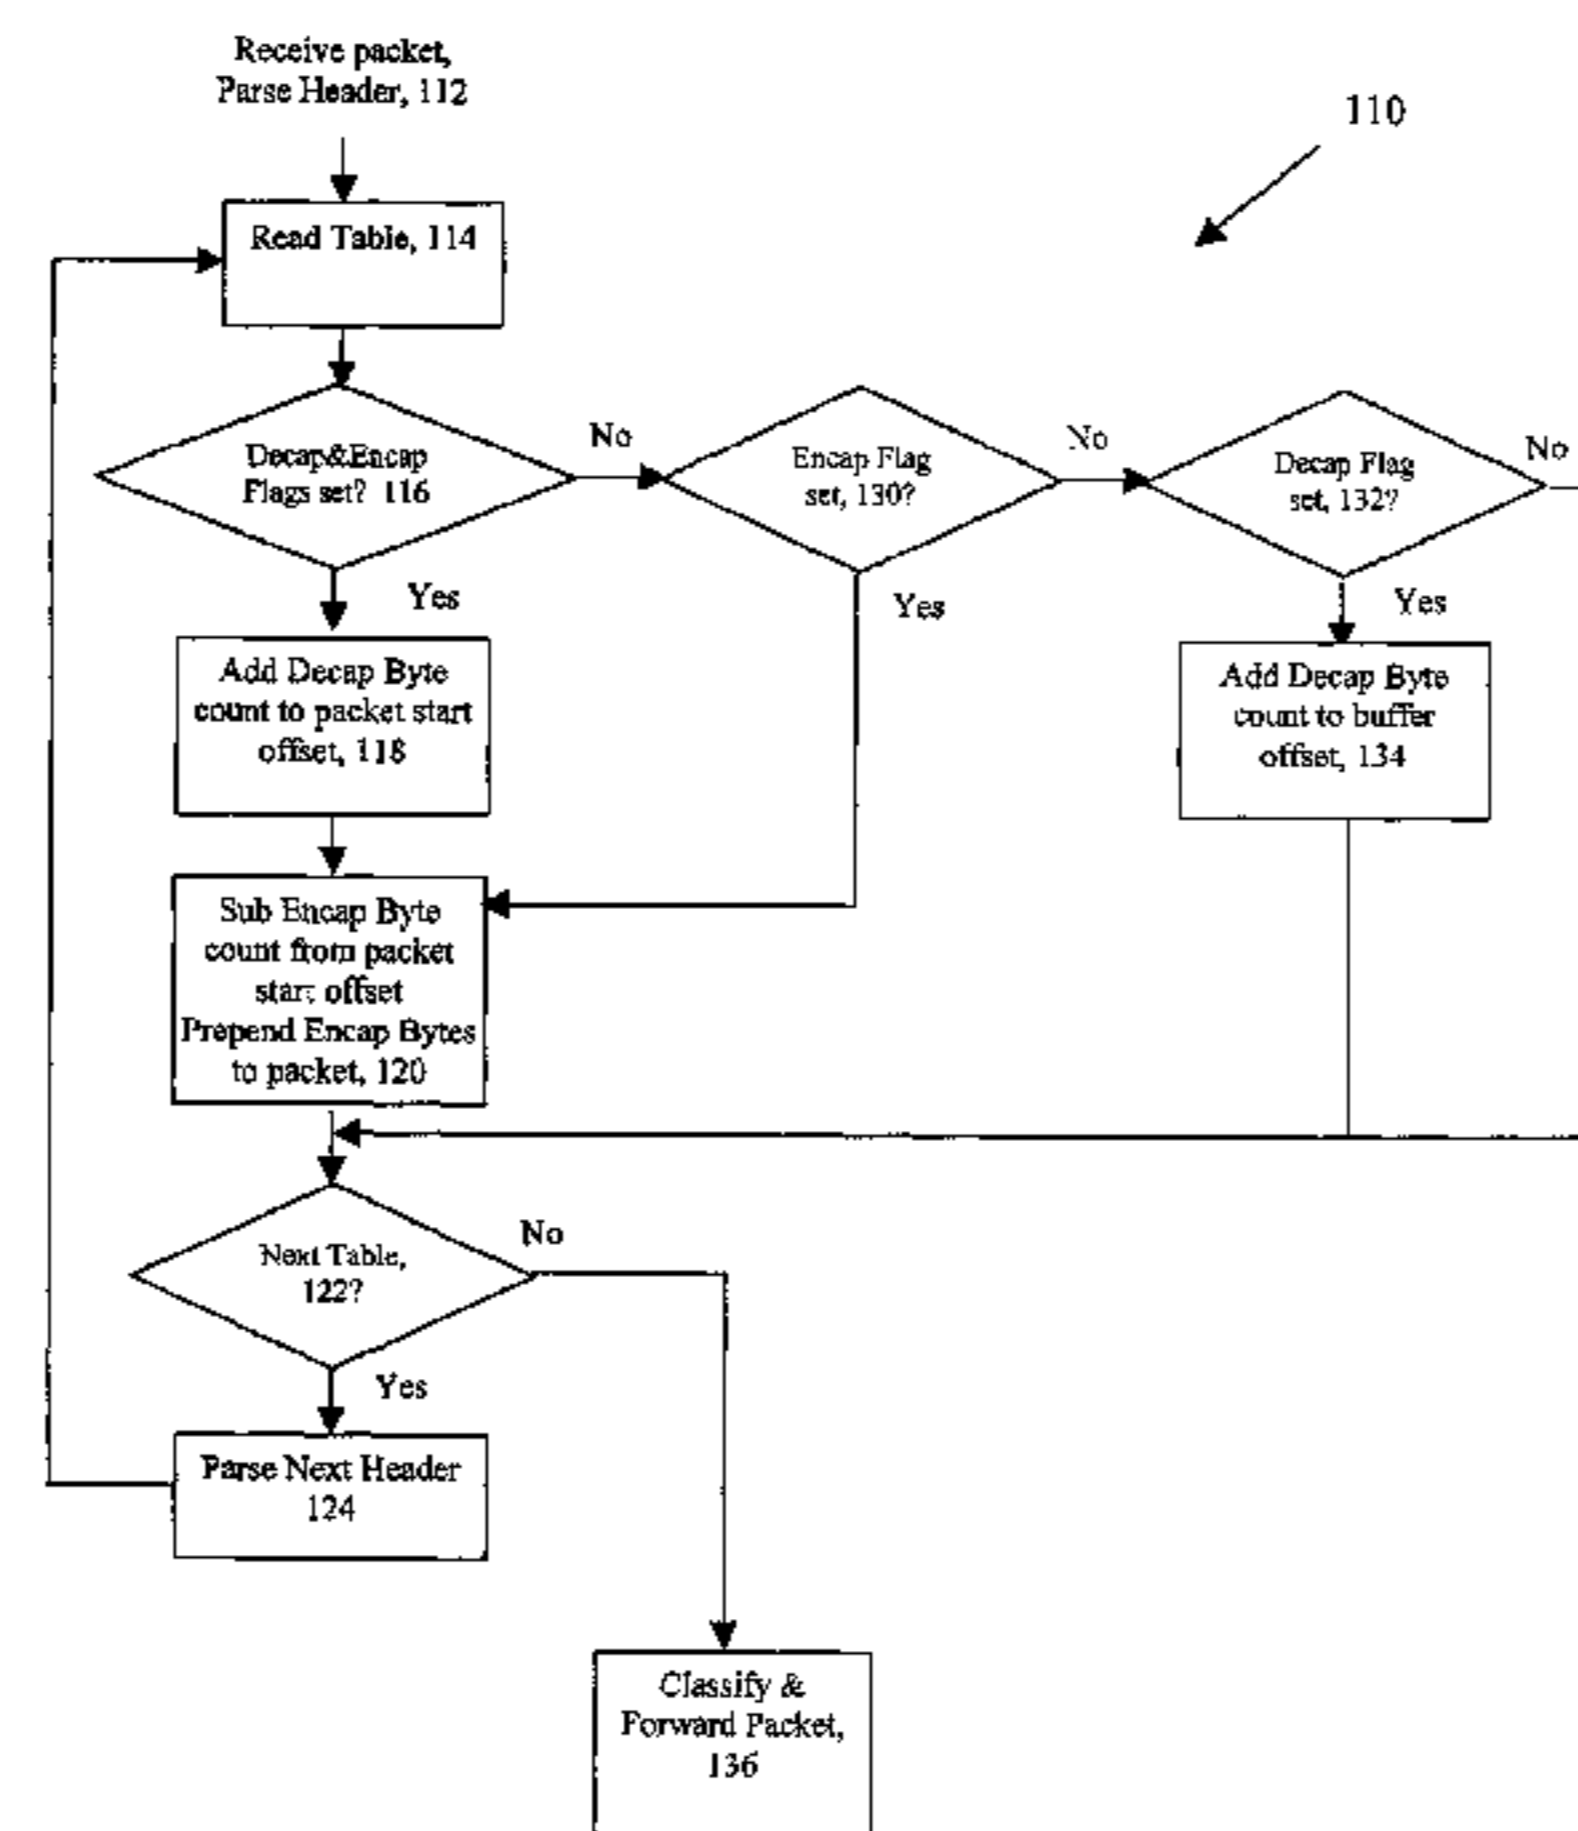 Receive packet,
Parse Header, 112
110
Read Table, 114
Decap&Encap
Flags set? 116
No
Encap Flag
set, 130?
No
Decap Flag
set, 132?
No
Yes
Yes
Yes
Add Decap Byte
count to packet start
offset, 118
Add Decap Byte
count to buffer
offset, 134
Sub Encap Byte
count from packet
start offset
Prepend Encap Bytes
to packet, 120
Next Table,
122?
No
Yes
Parse Next Header
124
Classify &
Forward Packet,
136